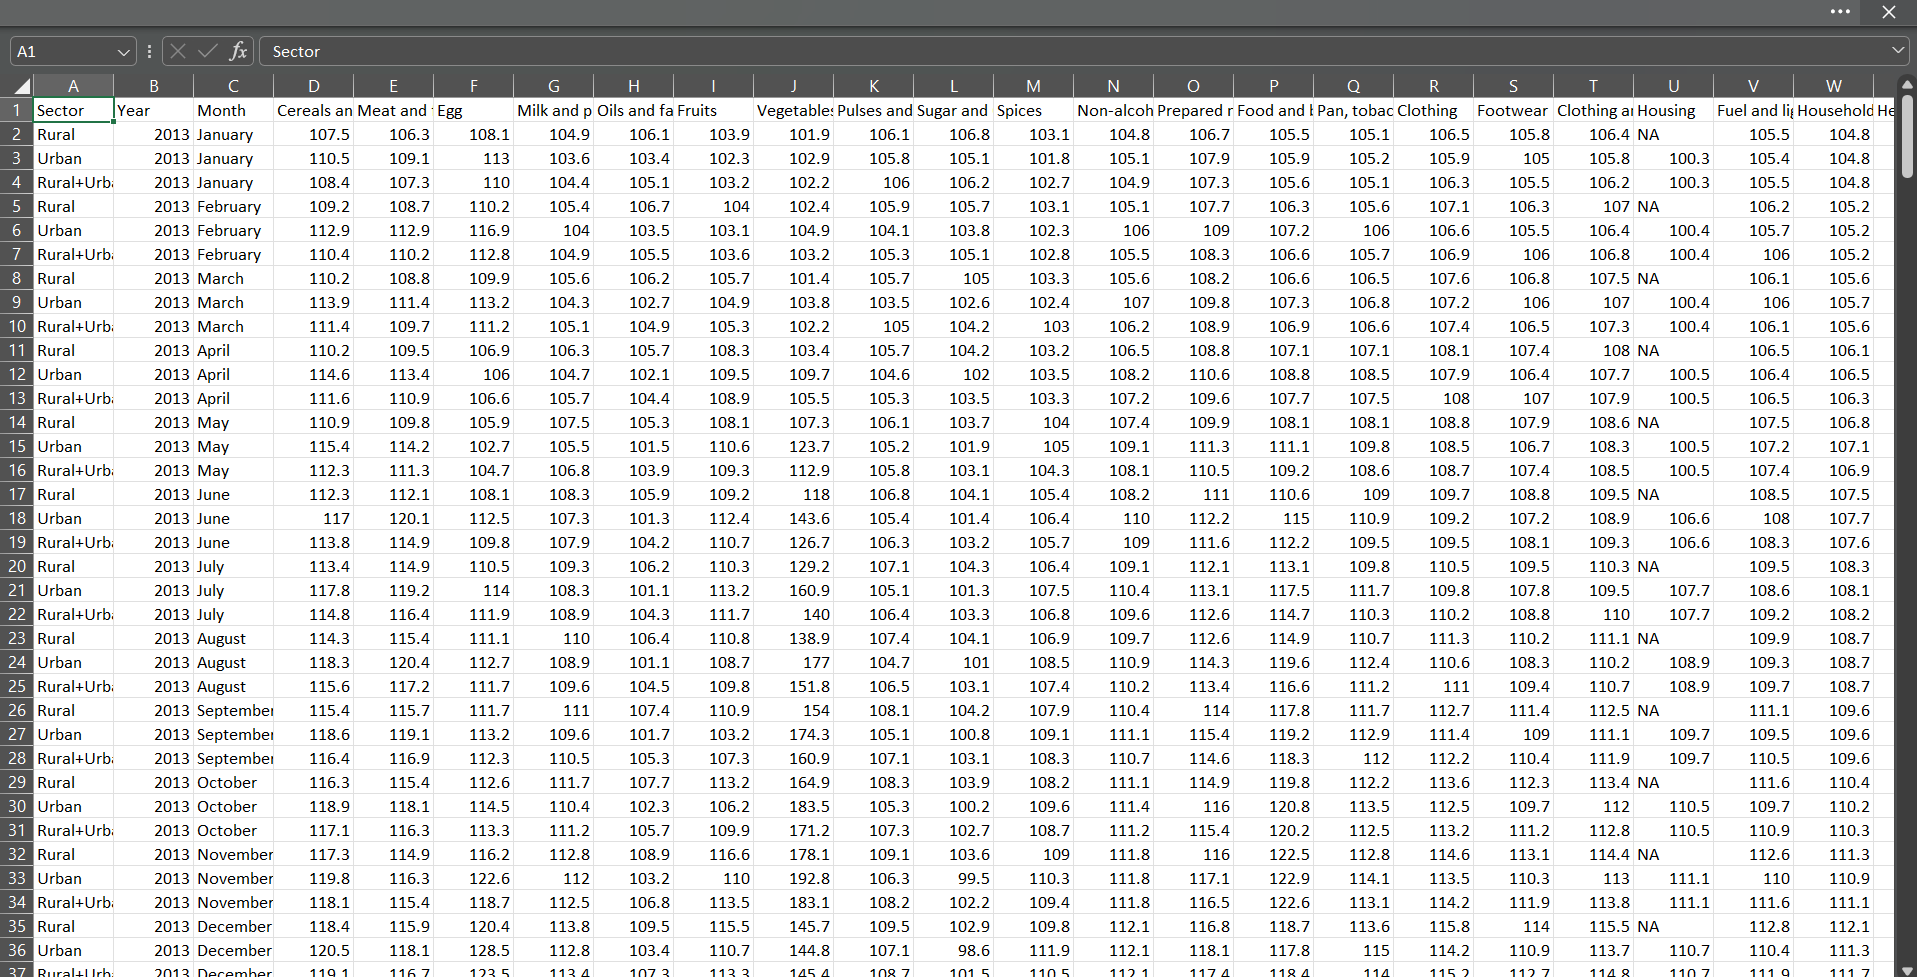 A1 fx Sector
A B C D E F G H I J K L M N O P Q R S T U V W
1 Sector Year Month Cereals an Meat and Egg Milk and p Oils and fa Fruits Vegetables Pulses and Sugar and Spices Non-alcoh Prepared Food and Pan, tobac Clothing Footwear Clothing a Housing Fuel and lig Household He
2 Rural 2013 January 107.5 106.3 108.1 104.9 106.1 103.9 101.9 106.1 106.8 103.1 104.8 106.7 105.5 105.1 106.5 105.8 106.4 NA 105.5 104.8
3 Urban 2013 January 110.5 109.1 113 103.6 103.4 102.3 102.9 105.8 105.1 101.8 105.1 107.9 105.9 105.2 105.9 105 105.8 100.3 105.4 104.8
4 Rural+Urba 2013 January 108.4 107.3 110 104.4 105.1 103.2 102.2 106 106.2 102.7 104.9 107.3 105.6 105.1 106.3 105.5 106.2 100.3 105.5 104.8
5 Rural 2013 February 109.2 108.7 110.2 105.4 106.7 104 102.4 105.9 105.7 103.1 105.1 107.7 106.3 105.6 107.1 106.3 107 NA 106.2 105.2
6 Urban 2013 February 112.9 112.9 116.9 104 103.5 103.1 104.9 104.1 103.8 102.3 106 109 107.2 106 106.6 105.5 106.4 100.4 105.7 105.2
7 Rural+Urba 2013 February 110.4 110.2 112.8 104.9 105.5 103.6 103.2 105.3 105.1 102.8 105.5 108.3 106.6 105.7 106.9 106 106.8 100.4 106 105.2
8 Rural 2013 March 110.2 108.8 109.9 105.6 106.2 105.7 101.4 105.7 105 103.3 105.6 108.2 106.6 106.5 107.6 106.8 107.5 NA 106.1 105.6
9 Urban 2013 March 113.9 111.4 113.2 104.3 102.7 104.9 103.8 103.5 102.6 102.4 107 109.8 107.3 106.8 107.2 106 107 100.4 106 105.7
10 Rural+Urba 2013 March 111.4 109.7 111.2 105.1 104.9 105.3 102.2 105 104.2 103 106.2 108.9 106.9 106.6 107.4 106.5 107.3 100.4 106.1 105.6
11 Rural 2013 April 110.2 109.5 106.9 106.3 105.7 108.3 103.4 105.7 104.2 103.2 106.5 108.8 107.1 107.1 108.1 107.4 108 NA 106.5 106.1
12 Urban 2013 April 114.6 113.4 106 104.7 102.1 109.5 109.7 104.6 102 103.5 108.2 110.6 108.8 108.5 107.9 106.4 107.7 100.5 106.4 106.5
13 Rural+Urba 2013 April 111.6 110.9 106.6 105.7 104.4 108.9 105.5 105.3 103.5 103.3 107.2 109.6 107.7 107.5 108 107 107.9 100.5 106.5 106.3
14 Rural 2013 May 110.9 109.8 105.9 107.5 105.3 108.1 107.3 106.1 103.7 104 107.4 109.9 108.1 108.1 108.8 107.9 108.6 NA 107.5 106.8
15 Urban 2013 May 115.4 114.2 102.7 105.5 101.5 110.6 123.7 105.2 101.9 105 109.1 111.3 111.1 109.8 108.5 106.7 108.3 100.5 107.2 107.1
16 Rural+Urba 2013 May 112.3 111.3 104.7 106.8 103.9 109.3 112.9 105.8 103.1 104.3 108.1 110.5 109.2 108.6 108.7 107.4 108.5 100.5 107.4 106.9
17 Rural 2013 June 112.3 112.1 108.1 108.3 105.9 109.2 118 106.8 104.1 105.4 108.2 111 110.6 109 109.7 108.8 109.5 NA 108.5 107.5
18 Urban 2013 June 117 120.1 112.5 107.3 101.3 112.4 143.6 105.4 101.4 106.4 110 112.2 115 110.9 109.2 107.2 108.9 106.6 108 107.7
19 Rural+Urba 2013 June 113.8 114.9 109.8 107.9 104.2 110.7 126.7 106.3 103.2 105.7 109 111.6 112.2 109.5 109.5 108.1 109.3 106.6 108.3 107.6
20 Rural 2013 July 113.4 114.9 110.5 109.3 106.2 110.3 129.2 107.1 104.3 106.4 109.1 112.1 113.1 109.8 110.5 109.5 110.3 NA 109.5 108.3
21 Urban 2013 July 117.8 119.2 114 108.3 101.1 113.2 160.9 105.1 101.3 107.5 110.4 113.1 117.5 111.7 109.8 107.8 109.5 107.7 108.6 108.1
22 Rural+Urba 2013 July 114.8 116.4 111.9 108.9 104.3 111.7 140 106.4 103.3 106.8 109.6 112.6 114.7 110.3 110.2 108.8 110 107.7 109.2 108.2
23 Rural 2013 August 114.3 115.4 111.1 110 106.4 110.8 138.9 107.4 104.1 106.9 109.7 112.6 114.9 110.7 111.3 110.2 111.1 NA 109.9 108.7
24 Urban 2013 August 118.3 120.4 112.7 108.9 101.1 108.7 177 104.7 101 108.5 110.9 114.3 119.6 112.4 110.6 108.3 110.2 108.9 109.3 108.7
25 Rural+Urba 2013 August 115.6 117.2 111.7 109.6 104.5 109.8 151.8 106.5 103.1 107.4 110.2 113.4 116.6 111.2 111 109.4 110.7 108.9 109.7 108.7
26 Rural 2013 September 115.4 115.7 111.7 111 107.4 110.9 154 108.1 104.2 107.9 110.4 114 117.8 111.7 112.7 111.4 112.5 NA 111.1 109.6
27 Urban 2013 September 118.6 119.1 113.2 109.6 101.7 103.2 174.3 105.1 100.8 109.1 111.1 115.4 119.2 112.9 111.4 109 111.1 109.7 109.5 109.6
28 Rural+Urba 2013 September 116.4 116.9 112.3 110.5 105.3 107.3 160.9 107.1 103.1 108.3 110.7 114.6 118.3 112 112.2 110.4 111.9 109.7 110.5 109.6
29 Rural 2013 October 116.3 115.4 112.6 111.7 107.7 113.2 164.9 108.3 103.9 108.2 111.1 114.9 119.8 112.2 113.6 112.3 113.4 NA 111.6 110.4
30 Urban 2013 October 118.9 118.1 114.5 110.4 102.3 106.2 183.5 105.3 100.2 109.6 111.4 116 120.8 113.5 112.5 109.7 112 110.5 109.7 110.2
31 Rural+Urba 2013 October 117.1 116.3 113.3 111.2 105.7 109.9 171.2 107.3 102.7 108.7 111.2 115.4 120.2 112.5 113.2 111.2 112.8 110.5 110.9 110.3
32 Rural 2013 November 117.3 114.9 116.2 112.8 108.9 116.6 178.1 109.1 103.6 109 111.8 116 122.5 112.8 114.6 113.1 114.4 NA 112.6 111.3
33 Urban 2013 November 119.8 116.3 122.6 112 103.2 110 192.8 106.3 99.5 110.3 111.8 117.1 122.9 114.1 113.5 110.3 113 111.1 110 110.9
34 Rural+Urba 2013 November 118.1 115.4 118.7 112.5 106.8 113.5 183.1 108.2 102.2 109.4 111.8 116.5 122.6 113.1 114.2 111.9 113.8 111.1 111.6 111.1
35 Rural 2013 December 118.4 115.9 120.4 113.8 109.5 115.5 145.7 109.5 102.9 109.8 112.1 116.8 118.7 113.6 115.8 114 115.5 NA 112.8 112.1
36 Urban 2013 December 120.5 118.1 128.5 112.8 103.4 110.7 144.8 107.1 98.6 111.9 112.1 118.1 117.8 115 114.2 110.9 113.7 110.7 110.4 111.3
37 Rural+Urba 2013 December 119.1 116.7 123.5 113.4 107.3 113.3 145.4 108.7 101.5 110.5 112.1 117.4 118.4 114 115.2 112.7 114.8 110.7 111.9 111.7